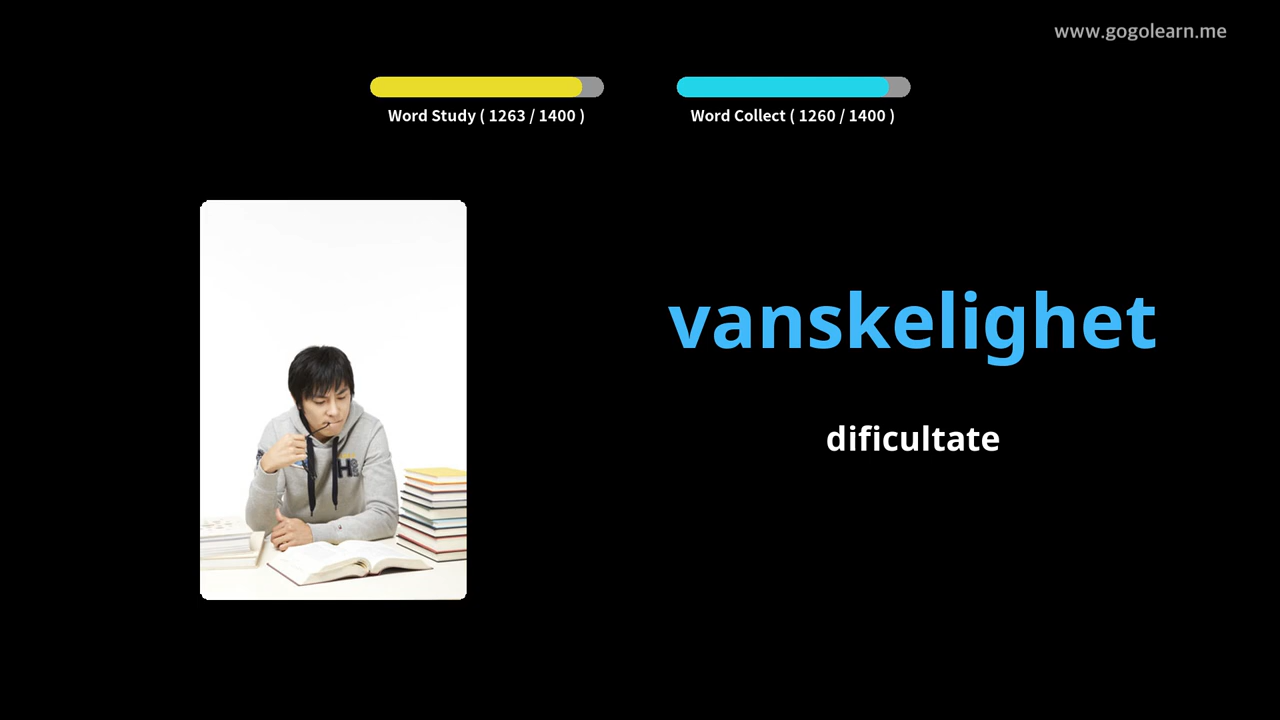 www.gogolearn.me
Word Study ( 1263 / 1400 )
Word Collect ( 1260 / 1400 )
vanskelighet
dificultate
H